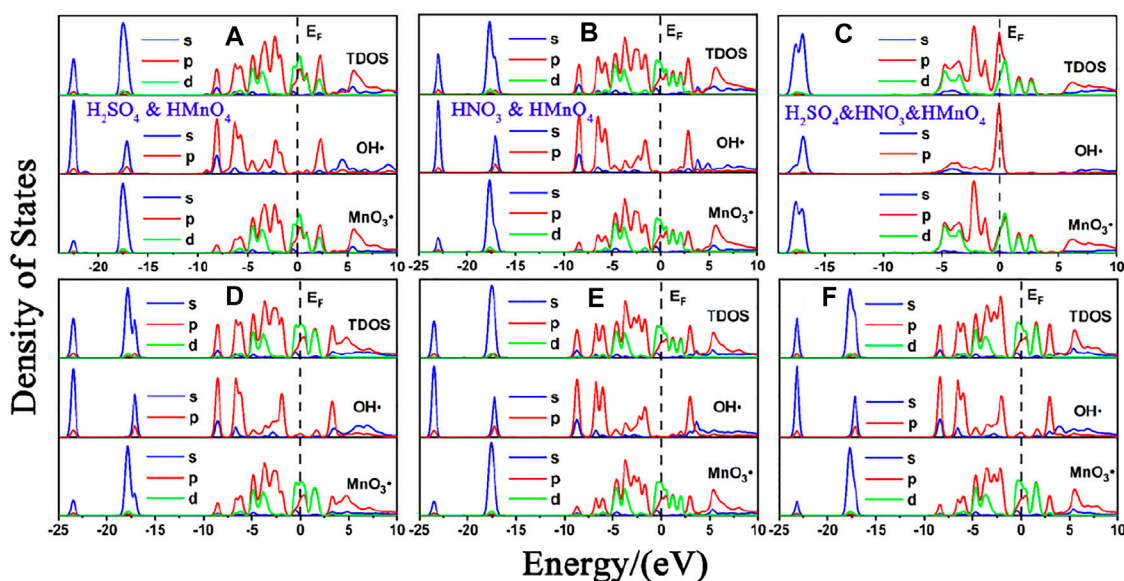 Density of States
A
E_F
s
p
d
TDOS
H₂SO₄ & HMnO₄
s
p
d
OH•
s
p
d
MnO₃•
-25 -20 -15 -10 -5 0 5 10
B
E_F
s
p
d
TDOS
HNO₃ & HMnO₄
s
p
d
OH•
s
p
d
MnO₃•
-25 -20 -15 -10 -5 0 5 10
C
E_F
s
p
d
TDOS
H₂SO₄&HNO₃&HMnO₄
s
p
d
OH•
s
p
d
MnO₃•
-20 -15 -10 -5 0 5 10
D
E_F
s
p
d
TDOS
s
p
d
OH•
s
p
d
MnO₃•
-25 -20 -15 -10 -5 0 5 10
E
E_F
s
p
d
TDOS
s
p
d
OH•
s
p
d
MnO₃•
-25 -20 -15 -10 -5 0 5 10
F
E_F
s
p
d
TDOS
s
p
d
OH•
s
p
d
MnO₃•
-25 -20 -15 -10 -5 0 5 10
Energy/(eV)